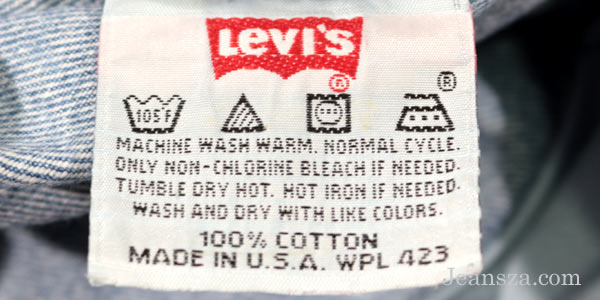 Levi's
®
®
105°F
MACHINE WASH WARM. NORMAL CYCLE.
ONLY NON-CHLORINE BLEACH IF NEEDED.
TUMBLE DRY HOT. HOT IRON IF NEEDED.
WASH AND DRY WITH LIKE COLORS.
100% COTTON
MADE IN U.S.A. WPL 423
Jeansza.com